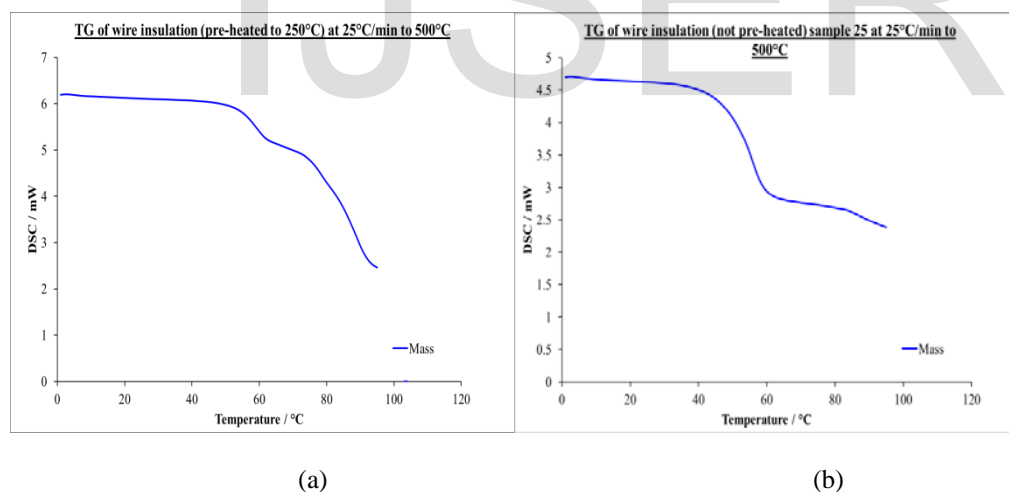 IJSER
TG of wire insulation (pre-heated to 250°C) at 25°C/min to 500°C
7
6
5
4
3
2
1
0
DSC / mW
0 20 40 60 80 100 120
Temperature / °C
Mass
(a)
TG of wire insulation (not pre-heated) sample 25 at 25°C/min to
500°C
5
4.5
4
3.5
3
2.5
2
1.5
1
0.5
0
DSC / mW
0 20 40 60 80 100 120
Temperature / °C
Mass
(b)